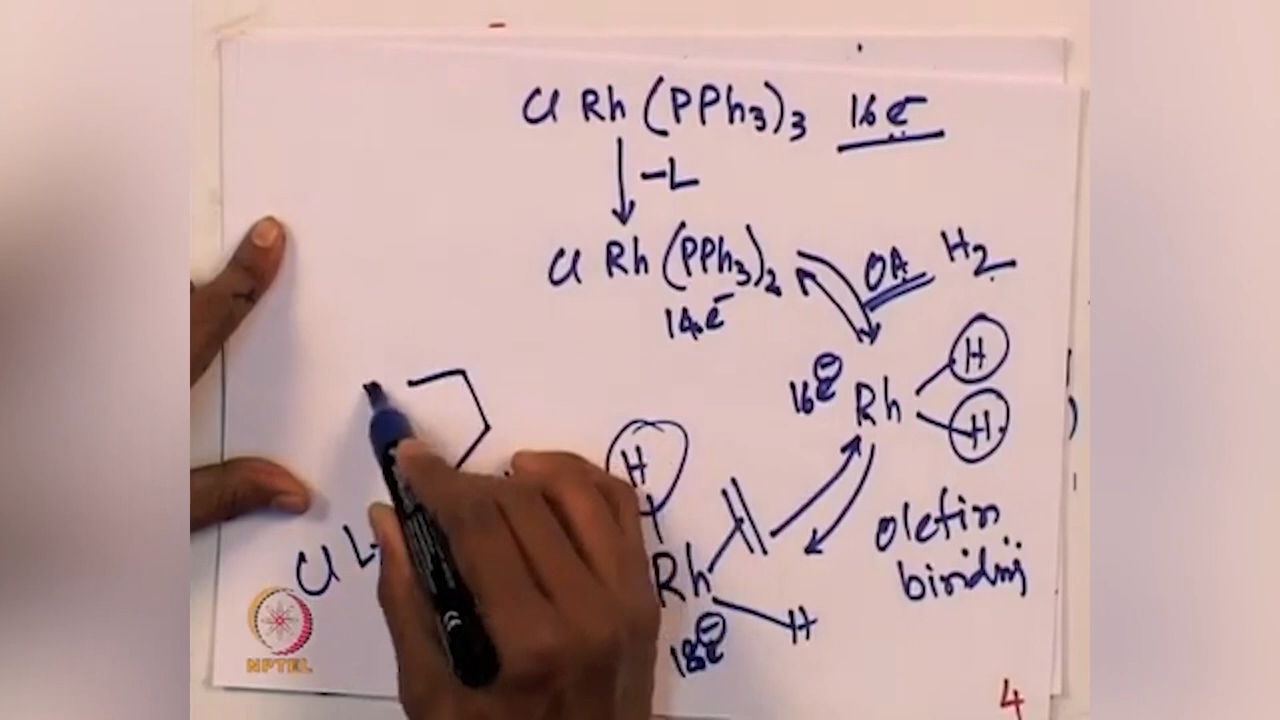 Cl Rh (PPh3)3 16e-
-L
Cl Rh (PPh3)2 OA H2
14e-
H
16e- Rh
H
H
olefin
binding
Cl L
Rh
H
18e-
NPTEL
4